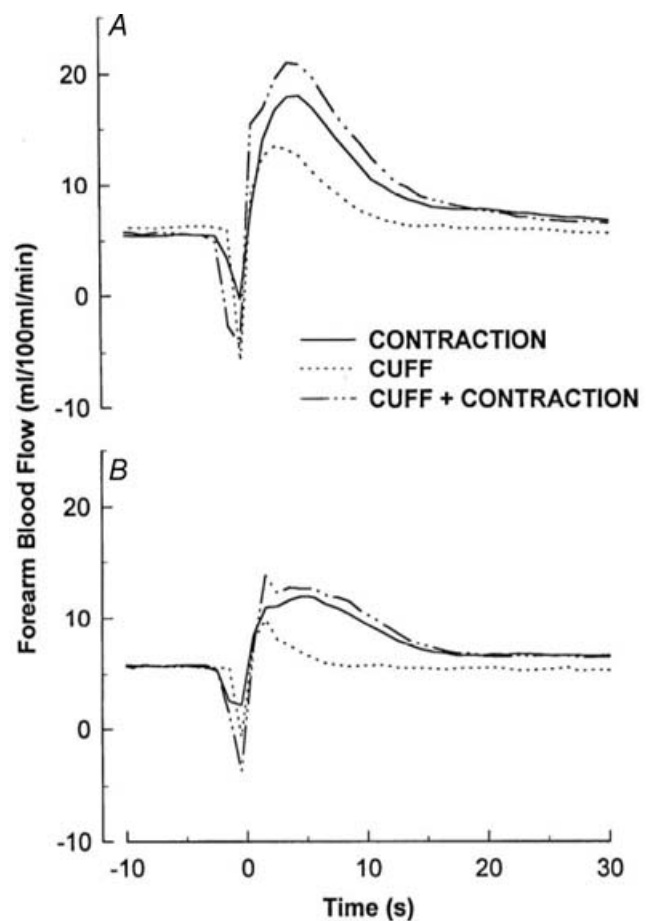 A
20
10
0
-10
CONTRACTION
CUFF
CUFF + CONTRACTION
Forearm Blood Flow (ml/100ml/min)
B
20
10
0
-10
-10 0 10 20 30
Time (s)